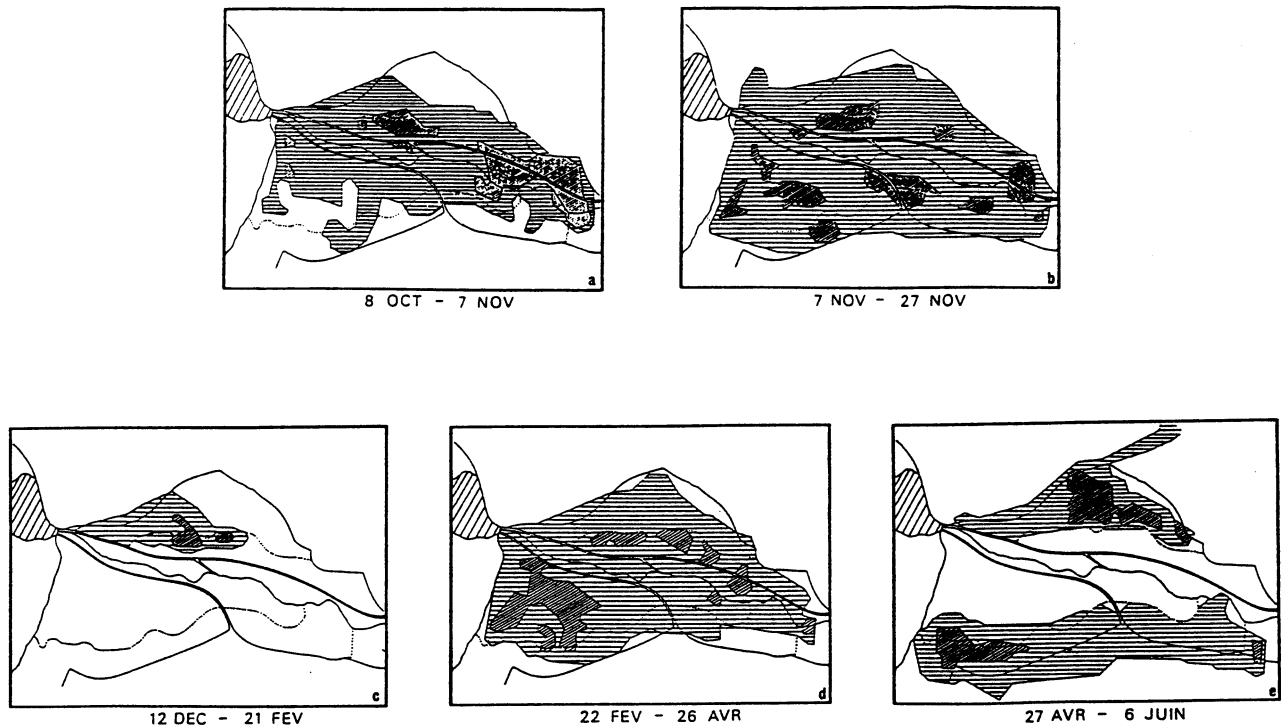 a
8 OCT - 7 NOV
b
7 NOV - 27 NOV
c
12 DEC - 21 FEV
d
22 FEV - 26 AVR
e
27 AVR - 6 JUIN